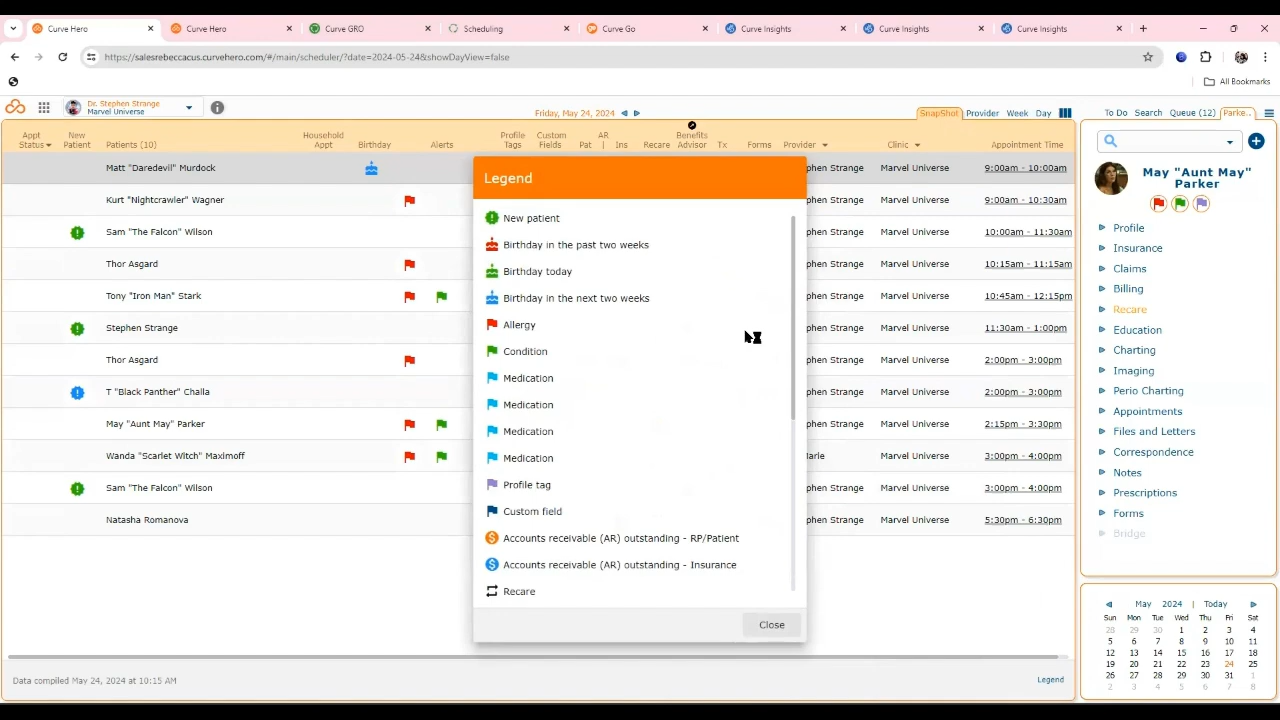 Curve Hero
Curve Hero
Curve GRO
Scheduling
Curve Go
Curve Insights
Curve Insights
Curve Insights
https://salesrebeccacus.curvehero.com/#/main/scheduler/?date=2024-05-24&showDayView=false
All Bookmarks
Dr. Stephen Strange
Marvel Universe
Friday, May 24, 2024
SnapShot Provider Week Day
To Do Search Queue (12) Parke..
Appt Status
New Patient
Patients (10)
Household Appt
Birthday
Alerts
Profile Tags
Custom Fields
AR
Pat | Ins
Recare
Benefits Advisor
Tx
Forms
Provider
Clinic
Appointment Time
Matt "Daredevil" Murdock phen Strange Marvel Universe 9:00am - 10:00am
Kurt "Nightcrawler" Wagner phen Strange Marvel Universe 9:00am - 10:30am
Sam "The Falcon" Wilson phen Strange Marvel Universe 10:00am - 11:30am
Thor Asgard phen Strange Marvel Universe 10:15am - 11:15am
Tony "Iron Man" Stark phen Strange Marvel Universe 10:45am - 12:15pm
Stephen Strange phen Strange Marvel Universe 11:30am - 1:00pm
Thor Asgard phen Strange Marvel Universe 2:00pm - 3:00pm
T "Black Panther" Challa phen Strange Marvel Universe 2:00pm - 3:00pm
May "Aunt May" Parker phen Strange Marvel Universe 2:15pm - 3:30pm
Wanda "Scarlet Witch" Maximoff arie Marvel Universe 3:00pm - 4:00pm
Sam "The Falcon" Wilson phen Strange Marvel Universe 3:00pm - 4:00pm
Natasha Romanova phen Strange Marvel Universe 5:30pm - 6:30pm
Legend
New patient
Birthday in the past two weeks
Birthday today
Birthday in the next two weeks
Allergy
Condition
Medication
Medication
Medication
Medication
Profile tag
Custom field
Accounts receivable (AR) outstanding - RP/Patient
Accounts receivable (AR) outstanding - Insurance
Recare
Close
Data compiled May 24, 2024 at 10:15 AM
Legend
May "Aunt May"
Parker
Profile
Insurance
Claims
Billing
Recare
Education
Charting
Imaging
Perio Charting
Appointments
Files and Letters
Correspondence
Notes
Prescriptions
Forms
Bridge
May 2024 | Today
Sun Mon Tue Wed Thu Fri Sat
28 29 30 1 2 3 4
5 6 7 8 9 10 11
12 13 14 15 16 17 18
19 20 21 22 23 24 25
26 27 28 29 30 31 1
2 3 4 5 6 7 8